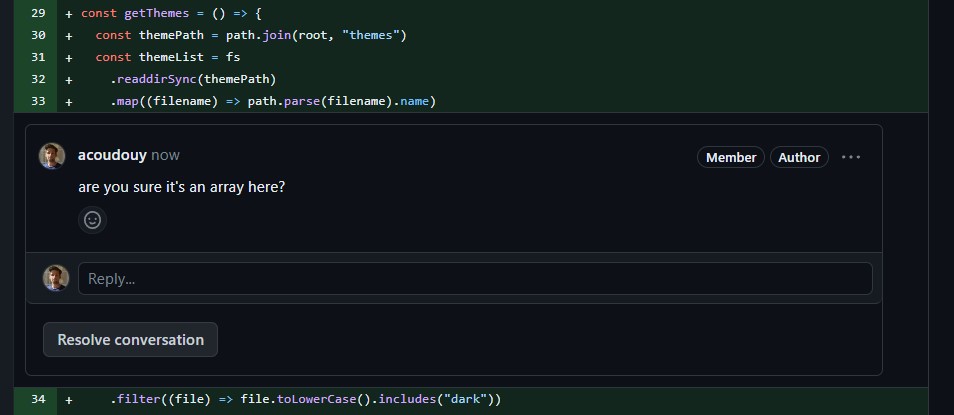 29 + const getThemes = () => {
30 + const themePath = path.join(root, "themes")
31 + const themeList = fs
32 + .readdirSync(themePath)
33 + .map((filename) => path.parse(filename).name)
acoudouy now Member Author ...
are you sure it's an array here?
Reply...
Resolve conversation
34 + .filter((file) => file.toLowerCase().includes("dark"))